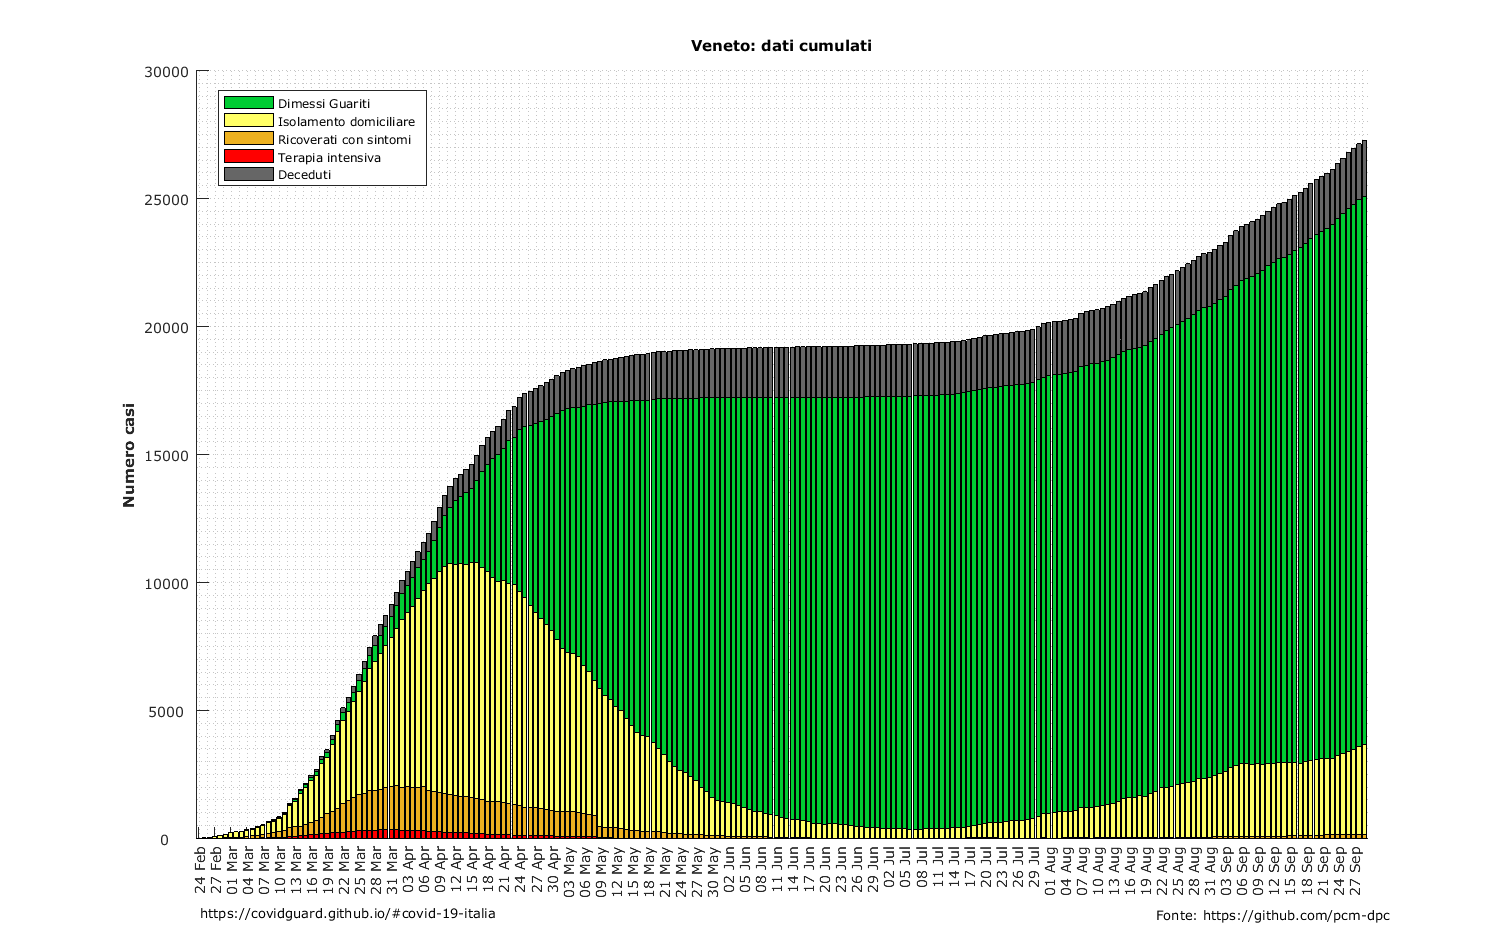 Veneto: dati cumulati
Numero casi
30000
25000
20000
15000
10000
5000
0
Dimessi Guariti
Isolamento domiciliare
Ricoverati con sintomi
Terapia intensiva
Deceduti
24 Feb
27 Feb
01 Mar
04 Mar
07 Mar
10 Mar
13 Mar
16 Mar
19 Mar
22 Mar
25 Mar
28 Mar
31 Mar
03 Apr
06 Apr
09 Apr
12 Apr
15 Apr
18 Apr
21 Apr
24 Apr
27 Apr
30 Apr
03 May
06 May
09 May
12 May
15 May
18 May
21 May
24 May
27 May
30 May
02 Jun
05 Jun
08 Jun
11 Jun
14 Jun
17 Jun
20 Jun
23 Jun
26 Jun
29 Jun
02 Jul
05 Jul
08 Jul
11 Jul
14 Jul
17 Jul
20 Jul
23 Jul
26 Jul
29 Jul
01 Aug
04 Aug
07 Aug
10 Aug
13 Aug
16 Aug
19 Aug
22 Aug
25 Aug
28 Aug
31 Aug
03 Sep
06 Sep
09 Sep
12 Sep
15 Sep
18 Sep
21 Sep
24 Sep
27 Sep
https://covidguard.github.io/#covid-19-italia
Fonte: https://github.com/pcm-dpc